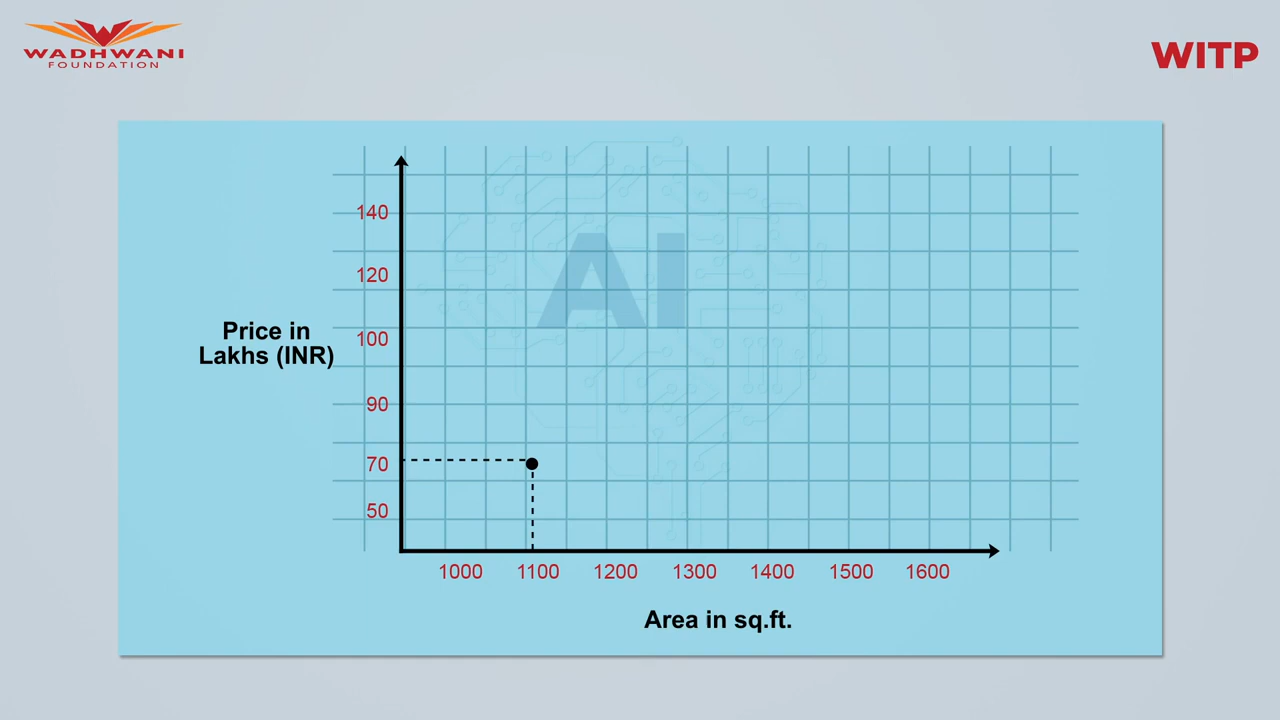 WADHWANI
FOUNDATION
WITP
AI
140
120
100
90
70
50
Price in
Lakhs (INR)
1000 1100 1200 1300 1400 1500 1600
Area in sq.ft.